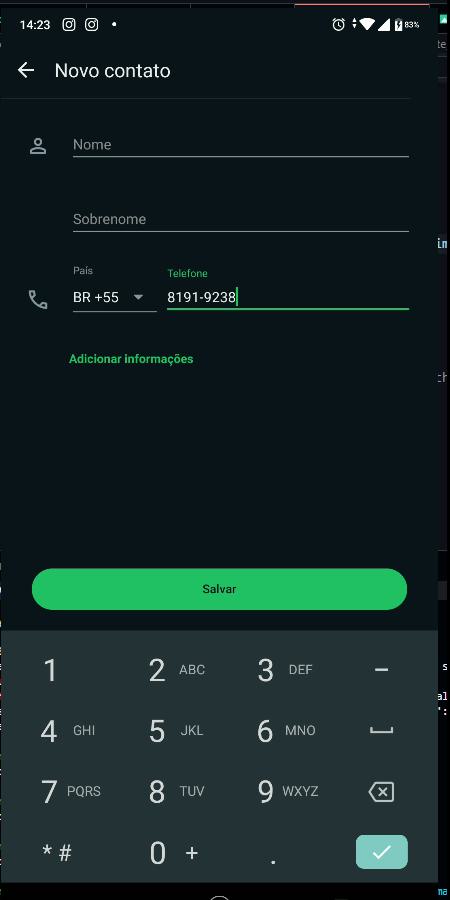 14:23 83%
Novo contato
Nome
Sobrenome
País Telefone
BR +55 8191-9238
Adicionar informações
Salvar
1 2 ABC 3 DEF –
4 GHI 5 JKL 6 MNO
7 PQRS 8 TUV 9 WXYZ
* # 0 + .